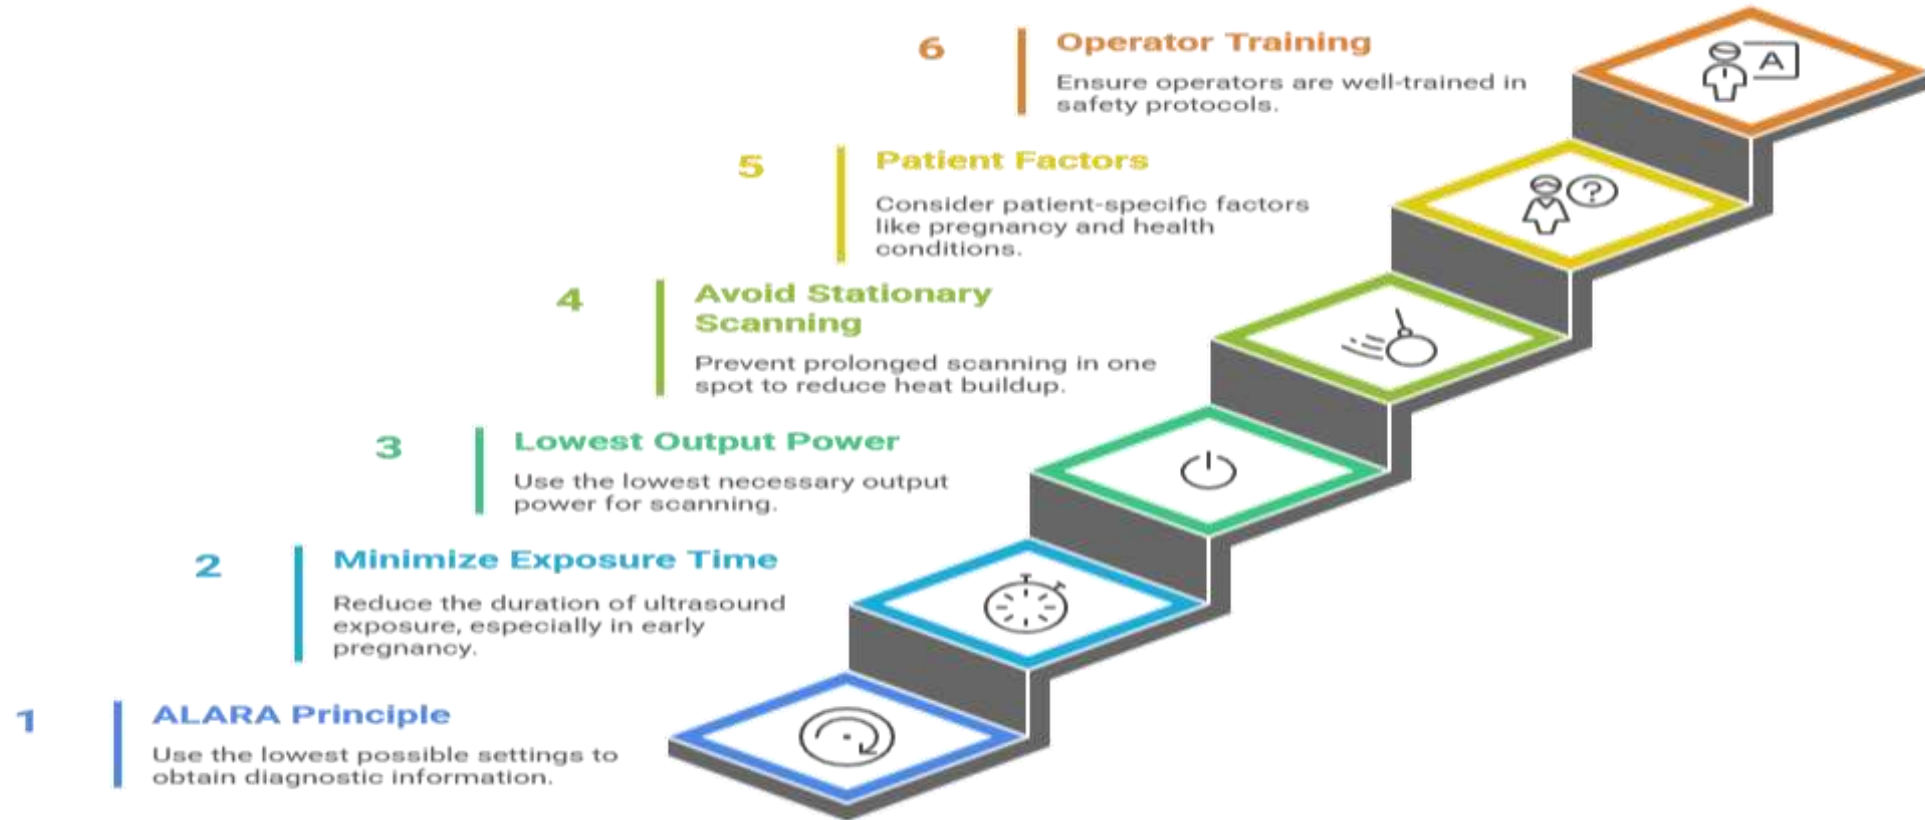 6
Operator Training
Ensure operators are well-trained in
safety protocols.
A
5
Patient Factors
Consider patient-specific factors
like pregnancy and health
conditions.
?
4
Avoid Stationary
Scanning
Prevent prolonged scanning in one
spot to reduce heat buildup.
3
Lowest Output Power
Use the lowest necessary output
power for scanning.
2
Minimize Exposure Time
Reduce the duration of ultrasound
exposure, especially in early
pregnancy.
1
ALARA Principle
Use the lowest possible settings to
obtain diagnostic information.